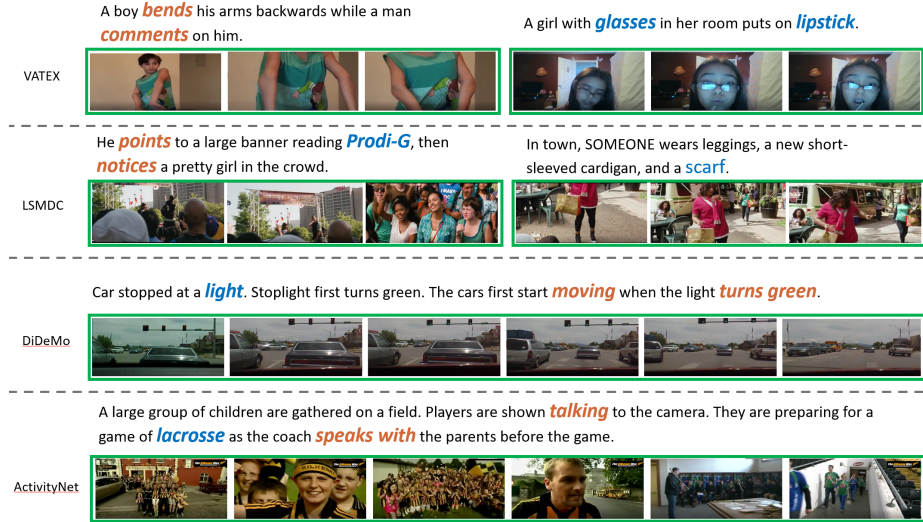 A boy bends his arms backwards while a man
comments on him.
A girl with glasses in her room puts on lipstick.
VATEX
He points to a large banner reading Prodi-G, then
notices a pretty girl in the crowd.
In town, SOMEONE wears leggings, a new short-
sleeved cardigan, and a scarf.
LSMDC
Car stopped at a light. Stoplight first turns green. The cars first start moving when the light turns green.
DiDeMo
A large group of children are gathered on a field. Players are shown talking to the camera. They are preparing for a
game of lacrosse as the coach speaks with the parents before the game.
ActivityNet